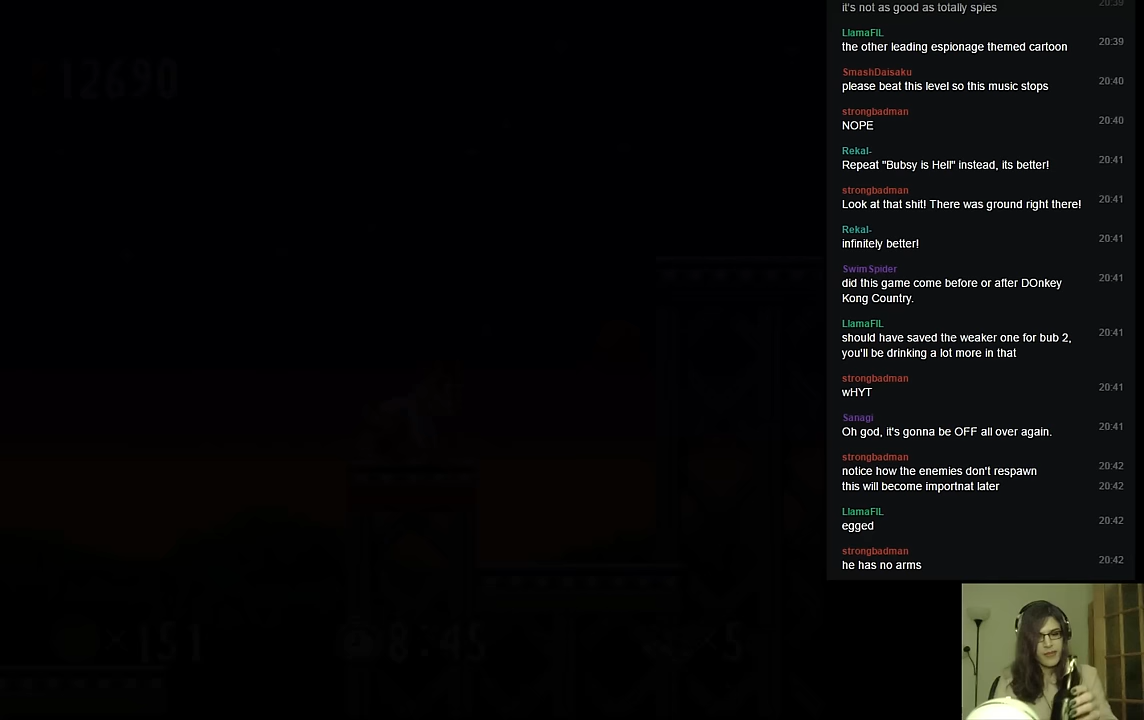 it's not as good as totally spies 20:39
LlamaFIL
the other leading espionage themed cartoon 20:39
SmashDaisaku
please beat this level so this music stops 20:40
strongbadman
NOPE 20:40
Rekal-
Repeat "Bubsy is Hell" instead, its better! 20:41
strongbadman
Look at that shit! There was ground right there! 20:41
Rekal-
infinitely better! 20:41
SwimSpider
did this game come before or after DOnkey 20:41
Kong Country.
LlamaFIL
should have saved the weaker one for bub 2, 20:41
you'll be drinking a lot more in that
strongbadman
wHYT 20:41
Sanagi
Oh god, it's gonna be OFF all over again. 20:41
strongbadman
notice how the enemies don't respawn 20:42
this will become importnat later 20:42
LlamaFIL
egged 20:42
strongbadman
he has no arms 20:42
12690
×151
8:45
×5